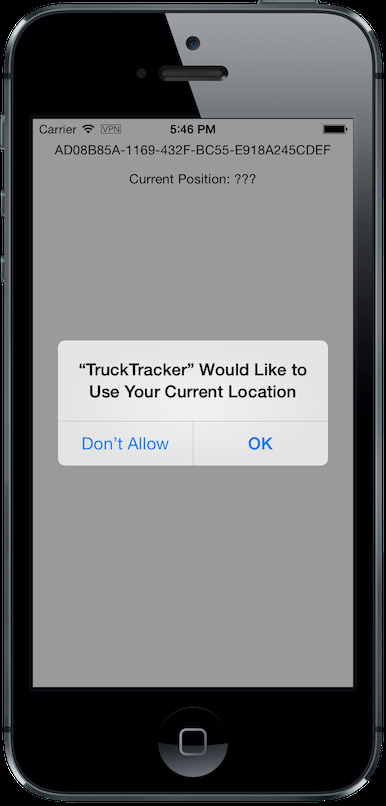 Carrier VPN 5:46 PM
AD08B85A-1169-432F-BC55-E918A245CDEF
Current Position: ???
“TruckTracker” Would Like to
Use Your Current Location
Don’t Allow OK